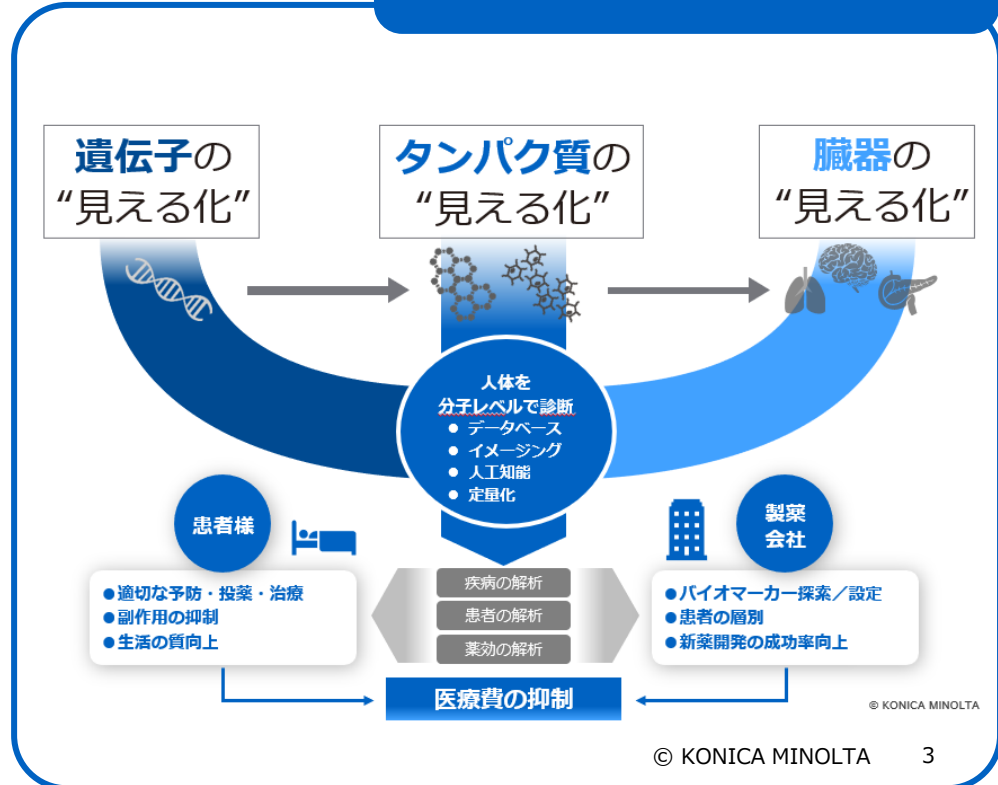 遺伝子の
“見える化”
タンパク質の
“見える化”
臓器の
“見える化”
人体を
分子レベルで診断
● データベース
● イメージング
● 人工知能
● 定量化
患者様
●適切な予防・投薬・治療
●副作用の抑制
●生活の質向上
疾病の解析
患者の解析
薬効の解析
製薬
会社
●バイオマーカー探索／設定
●患者の層別
●新薬開発の成功率向上
医療費の抑制
© KONICA MINOLTA
© KONICA MINOLTA 3